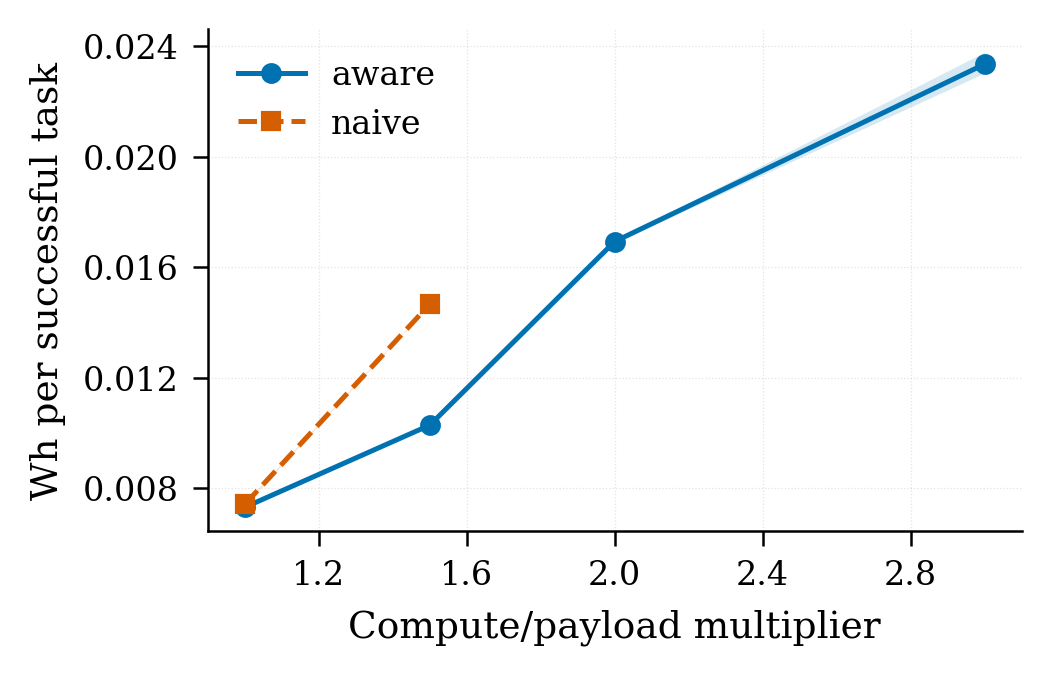 Wh per successful task
0.024
0.020
0.016
0.012
0.008
aware
naive
1.2 1.6 2.0 2.4 2.8
Compute/payload multiplier